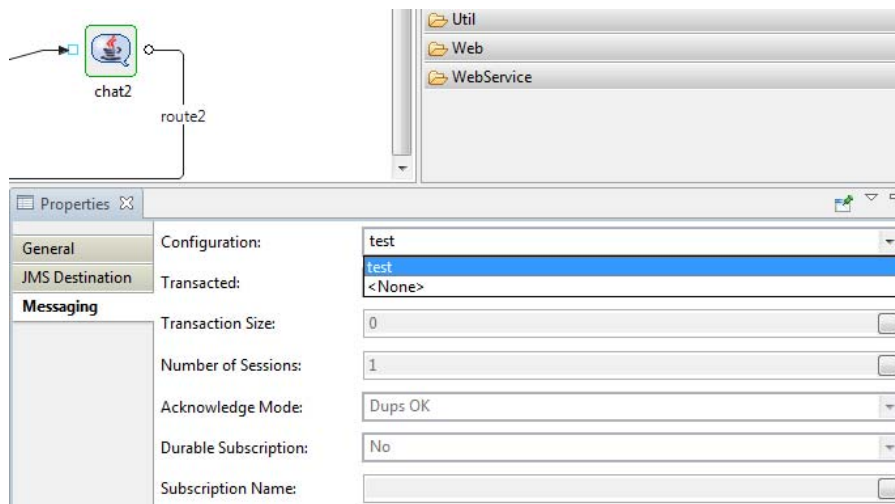 Util
Web
WebService
chat2
route2
Properties
General
JMS Destination
Messaging
Configuration: test
test
<None>
Transacted:
Transaction Size: 0
Number of Sessions: 1
Acknowledge Mode: Dups OK
Durable Subscription: No
Subscription Name: